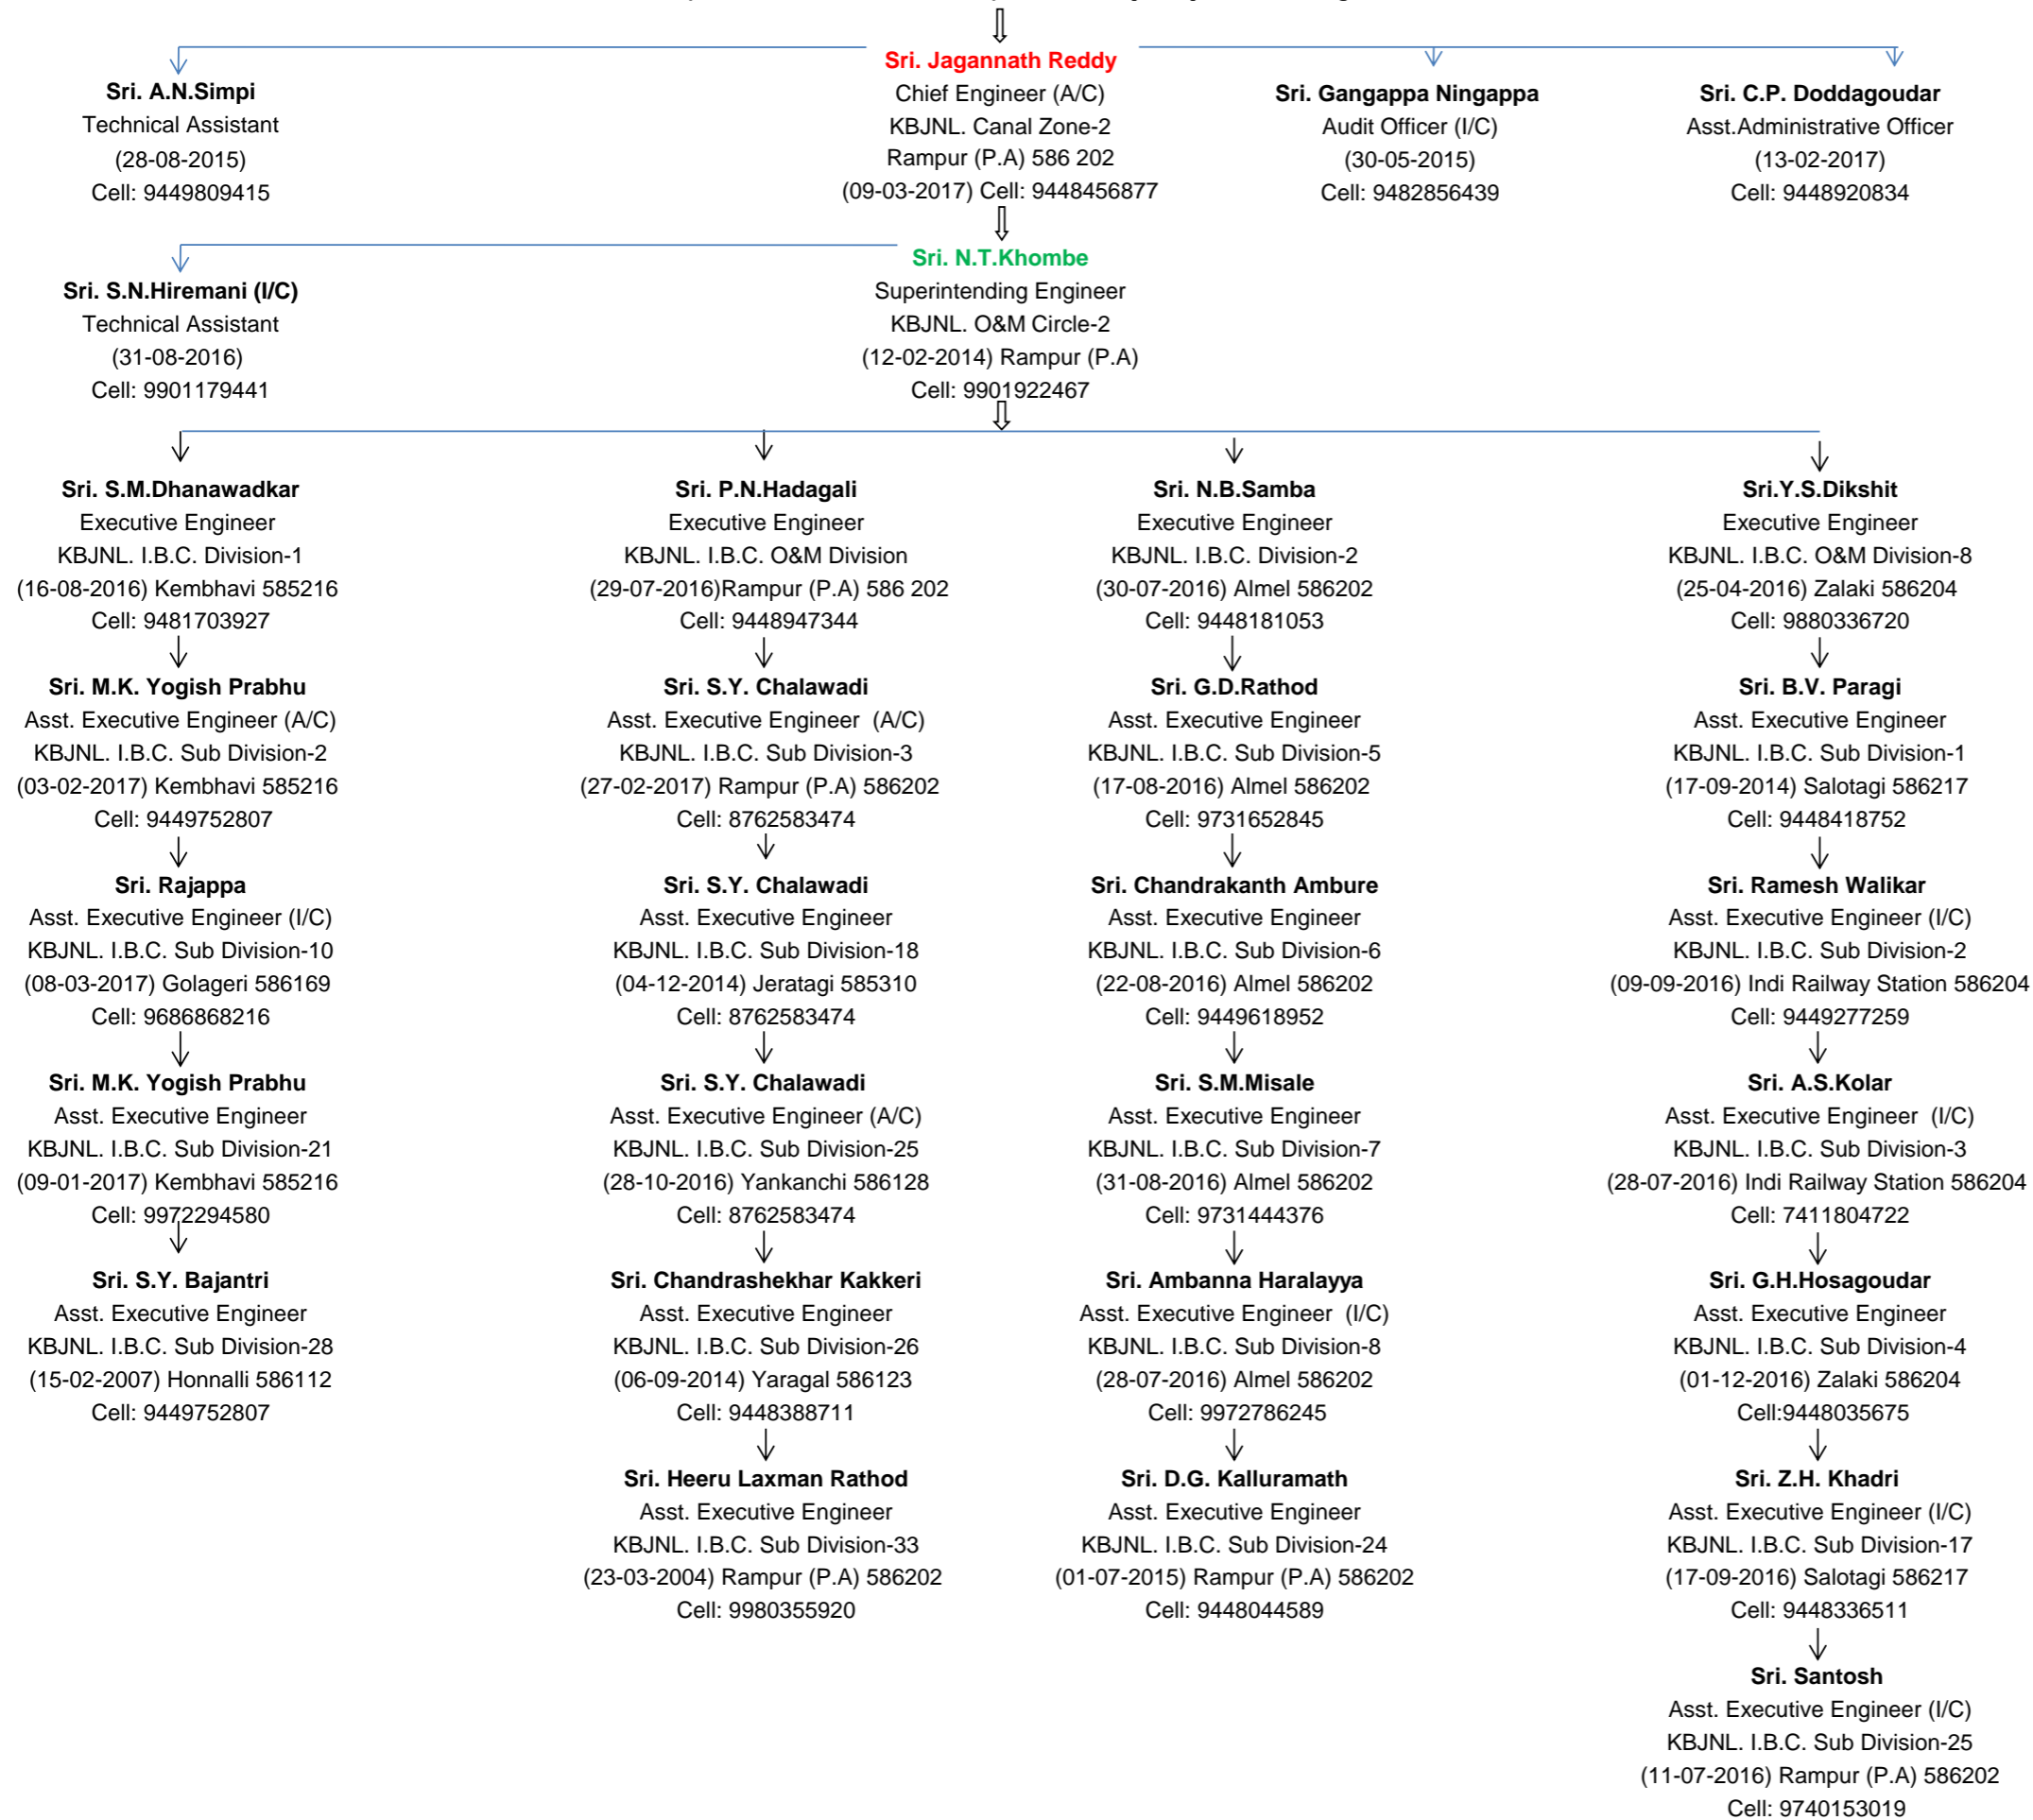 Sri. Jagannath Reddy
Chief Engineer (A/C)
KBJNL. Canal Zone-2
Rampur (P.A) 586 202
(09-03-2017) Cell: 9448456877
Sri. A.N.Simpi
Technical Assistant
(28-08-2015)
Cell: 9449809415
Sri. Gangappa Ningappa
Audit Officer (I/C)
(30-05-2015)
Cell: 9482856439
Sri. C.P. Doddagoudar
Asst.Administrative Officer
(13-02-2017)
Cell: 9448920834
Sri. N.T.Khombe
Superintending Engineer
KBJNL. O&M Circle-2
(12-02-2014) Rampur (P.A)
Cell: 9901922467
Sri. S.N.Hiremani (I/C)
Technical Assistant
(31-08-2016)
Cell: 9901179441
Sri. S.M.Dhanawadkar
Executive Engineer
KBJNL. I.B.C. Division-1
(16-08-2016) Kembhavi 585216
Cell: 9481703927
Sri. M.K. Yogish Prabhu
Asst. Executive Engineer (A/C)
KBJNL. I.B.C. Sub Division-2
(03-02-2017) Kembhavi 585216
Cell: 9449752807
Sri. Rajappa
Asst. Executive Engineer (I/C)
KBJNL. I.B.C. Sub Division-10
(08-03-2017) Golageri 586169
Cell: 9686868216
Sri. M.K. Yogish Prabhu
Asst. Executive Engineer
KBJNL. I.B.C. Sub Division-21
(09-01-2017) Kembhavi 585216
Cell: 9972294580
Sri. S.Y. Bajantri
Asst. Executive Engineer
KBJNL. I.B.C. Sub Division-28
(15-02-2007) Honnalli 586112
Cell: 9449752807
Sri. P.N.Hadagali
Executive Engineer
KBJNL. I.B.C. O&M Division
(29-07-2016)Rampur (P.A) 586 202
Cell: 9448947344
Sri. S.Y. Chalawadi
Asst. Executive Engineer (A/C)
KBJNL. I.B.C. Sub Division-3
(27-02-2017) Rampur (P.A) 586202
Cell: 8762583474
Sri. S.Y. Chalawadi
Asst. Executive Engineer
KBJNL. I.B.C. Sub Division-18
(04-12-2014) Jeratagi 585310
Cell: 8762583474
Sri. S.Y. Chalawadi
Asst. Executive Engineer (A/C)
KBJNL. I.B.C. Sub Division-25
(28-10-2016) Yankanchi 586128
Cell: 8762583474
Sri. Chandrashekhar Kakkeri
Asst. Executive Engineer
KBJNL. I.B.C. Sub Division-26
(06-09-2014) Yaragal 586123
Cell: 9448388711
Sri. Heeru Laxman Rathod
Asst. Executive Engineer
KBJNL. I.B.C. Sub Division-33
(23-03-2004) Rampur (P.A) 586202
Cell: 9980355920
Sri. N.B.Samba
Executive Engineer
KBJNL. I.B.C. Division-2
(30-07-2016) Almel 586202
Cell: 9448181053
Sri. G.D.Rathod
Asst. Executive Engineer
KBJNL. I.B.C. Sub Division-5
(17-08-2016) Almel 586202
Cell: 9731652845
Sri. Chandrakanth Ambure
Asst. Executive Engineer
KBJNL. I.B.C. Sub Division-6
(22-08-2016) Almel 586202
Cell: 9449618952
Sri. S.M.Misale
Asst. Executive Engineer
KBJNL. I.B.C. Sub Division-7
(31-08-2016) Almel 586202
Cell: 9731444376
Sri. Ambanna Haralayya
Asst. Executive Engineer (I/C)
KBJNL. I.B.C. Sub Division-8
(28-07-2016) Almel 586202
Cell: 9972786245
Sri. D.G. Kalluramath
Asst. Executive Engineer
KBJNL. I.B.C. Sub Division-24
(01-07-2015) Rampur (P.A) 586202
Cell: 9448044589
Sri.Y.S.Dikshit
Executive Engineer
KBJNL. I.B.C. O&M Division-8
(25-04-2016) Zalaki 586204
Cell: 9880336720
Sri. B.V. Paragi
Asst. Executive Engineer
KBJNL. I.B.C. Sub Division-1
(17-09-2014) Salotagi 586217
Cell: 9448418752
Sri. Ramesh Walikar
Asst. Executive Engineer (I/C)
KBJNL. I.B.C. Sub Division-2
(09-09-2016) Indi Railway Station 586204
Cell: 9449277259
Sri. A.S.Kolar
Asst. Executive Engineer (I/C)
KBJNL. I.B.C. Sub Division-3
(28-07-2016) Indi Railway Station 586204
Cell: 7411804722
Sri. G.H.Hosagoudar
Asst. Executive Engineer
KBJNL. I.B.C. Sub Division-4
(01-12-2016) Zalaki 586204
Cell:9448035675
Sri. Z.H. Khadri
Asst. Executive Engineer (I/C)
KBJNL. I.B.C. Sub Division-17
(17-09-2016) Salotagi 586217
Cell: 9448336511
Sri. Santosh
Asst. Executive Engineer (I/C)
KBJNL. I.B.C. Sub Division-25
(11-07-2016) Rampur (P.A) 586202
Cell: 9740153019